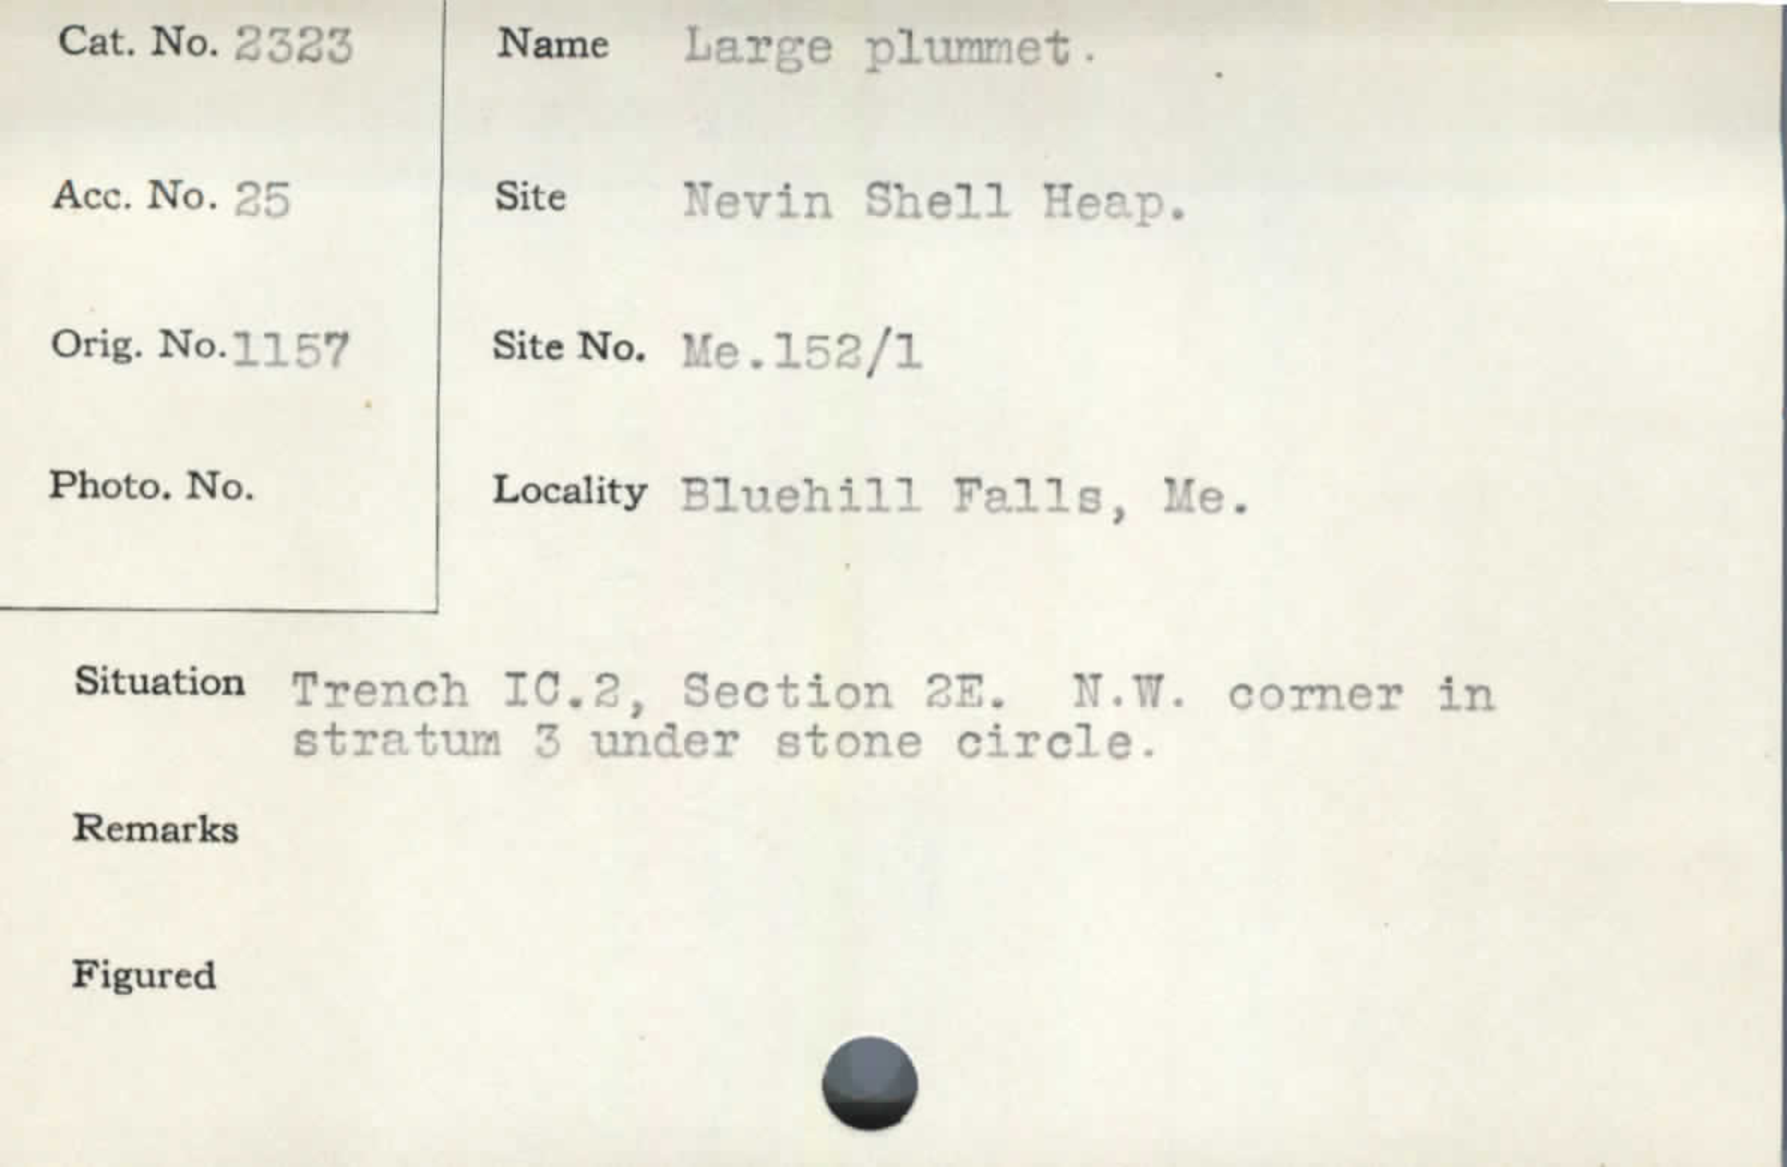 Cat. No. 2323
Name Large plummet.
Acc. No. 25
Site Nevin Shell Heap.
Orig. No. 1157
Site No. Me.152/1
Photo. No.
Locality Bluehill Falls, Me.
Situation Trench IC.2, Section 2E. N.W. corner in
stratum 3 under stone circle.
Remarks
Figured